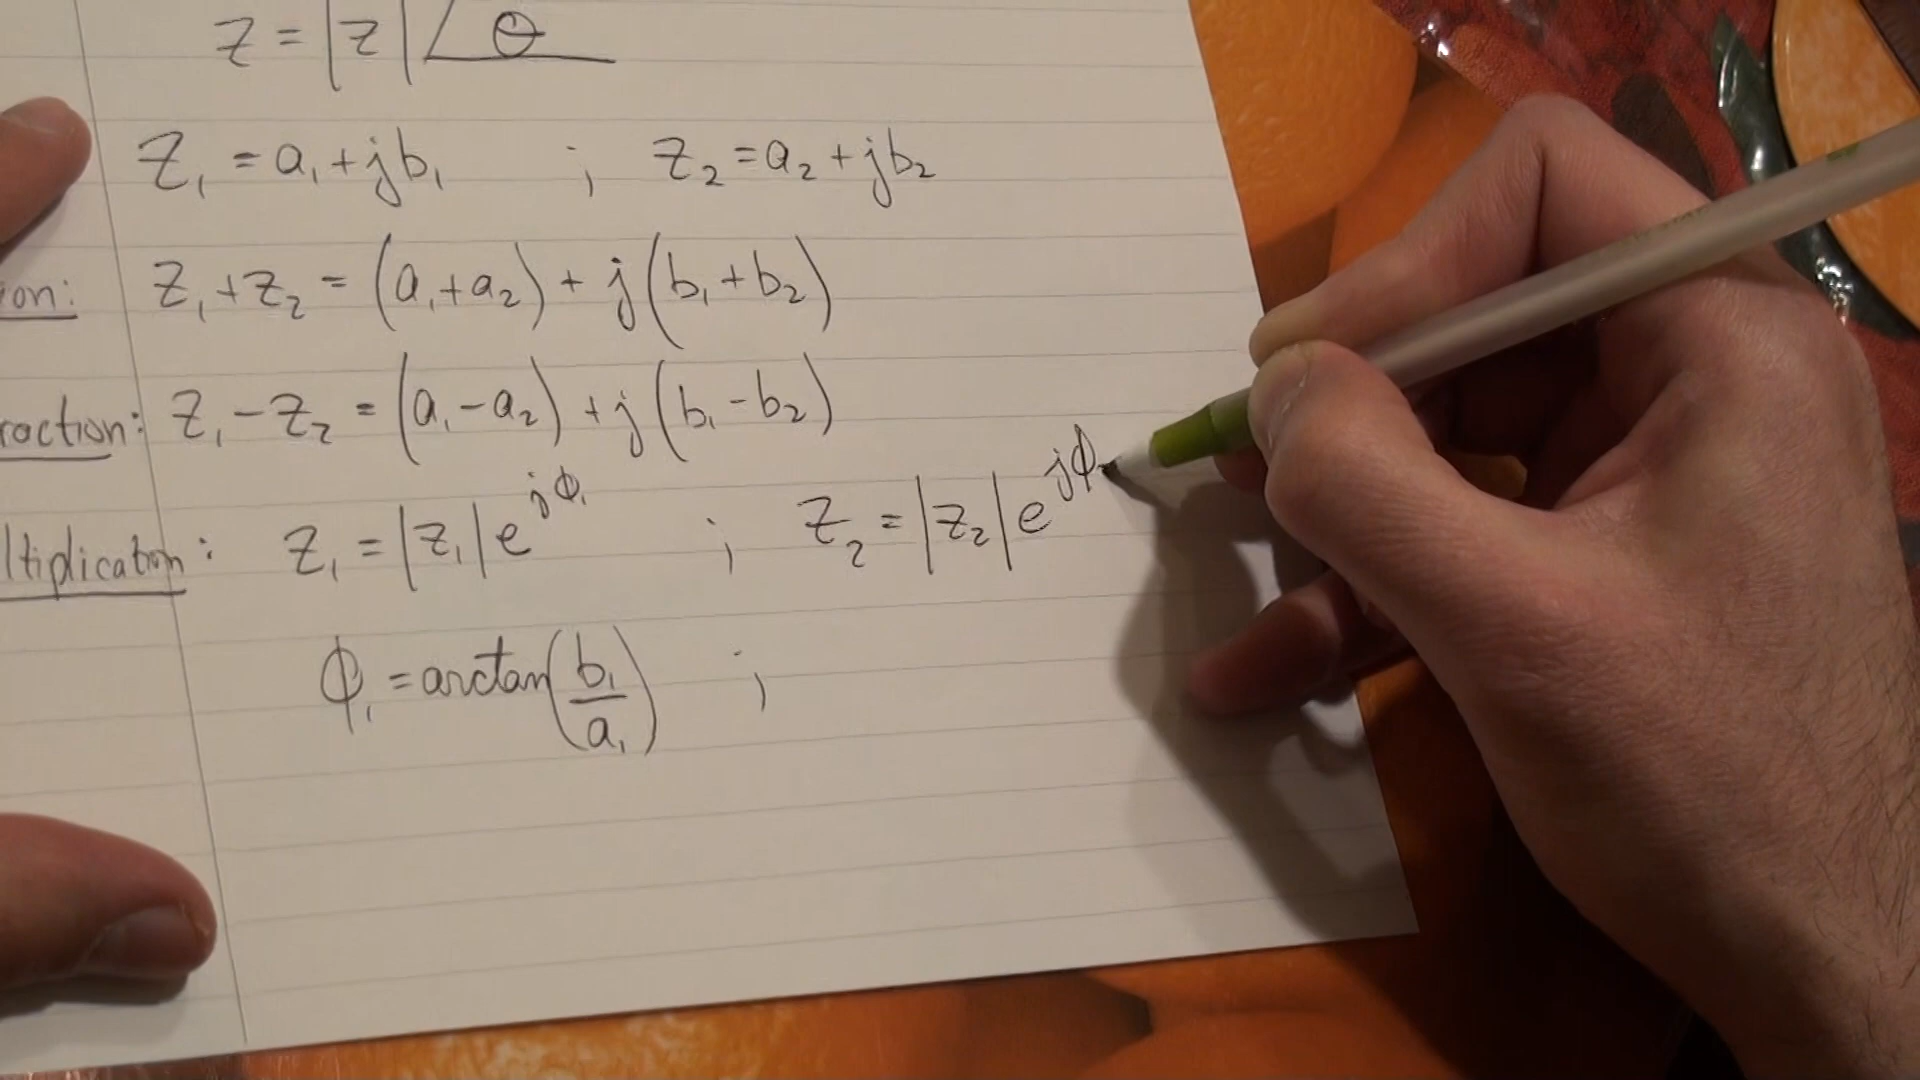 z = |z| ∠θ
z₁ = a₁ + jb₁ ; z₂ = a₂ + jb₂
on: z₁ + z₂ = (a₁ + a₂) + j(b₁ + b₂)
raction: z₁ - z₂ = (a₁ - a₂) + j(b₁ - b₂)
ltiplication: z₁ = |z₁| e^jϕ₁ ; z₂ = |z₂| e^jϕ
ϕ₁ = arctan(b₁/a₁) ;